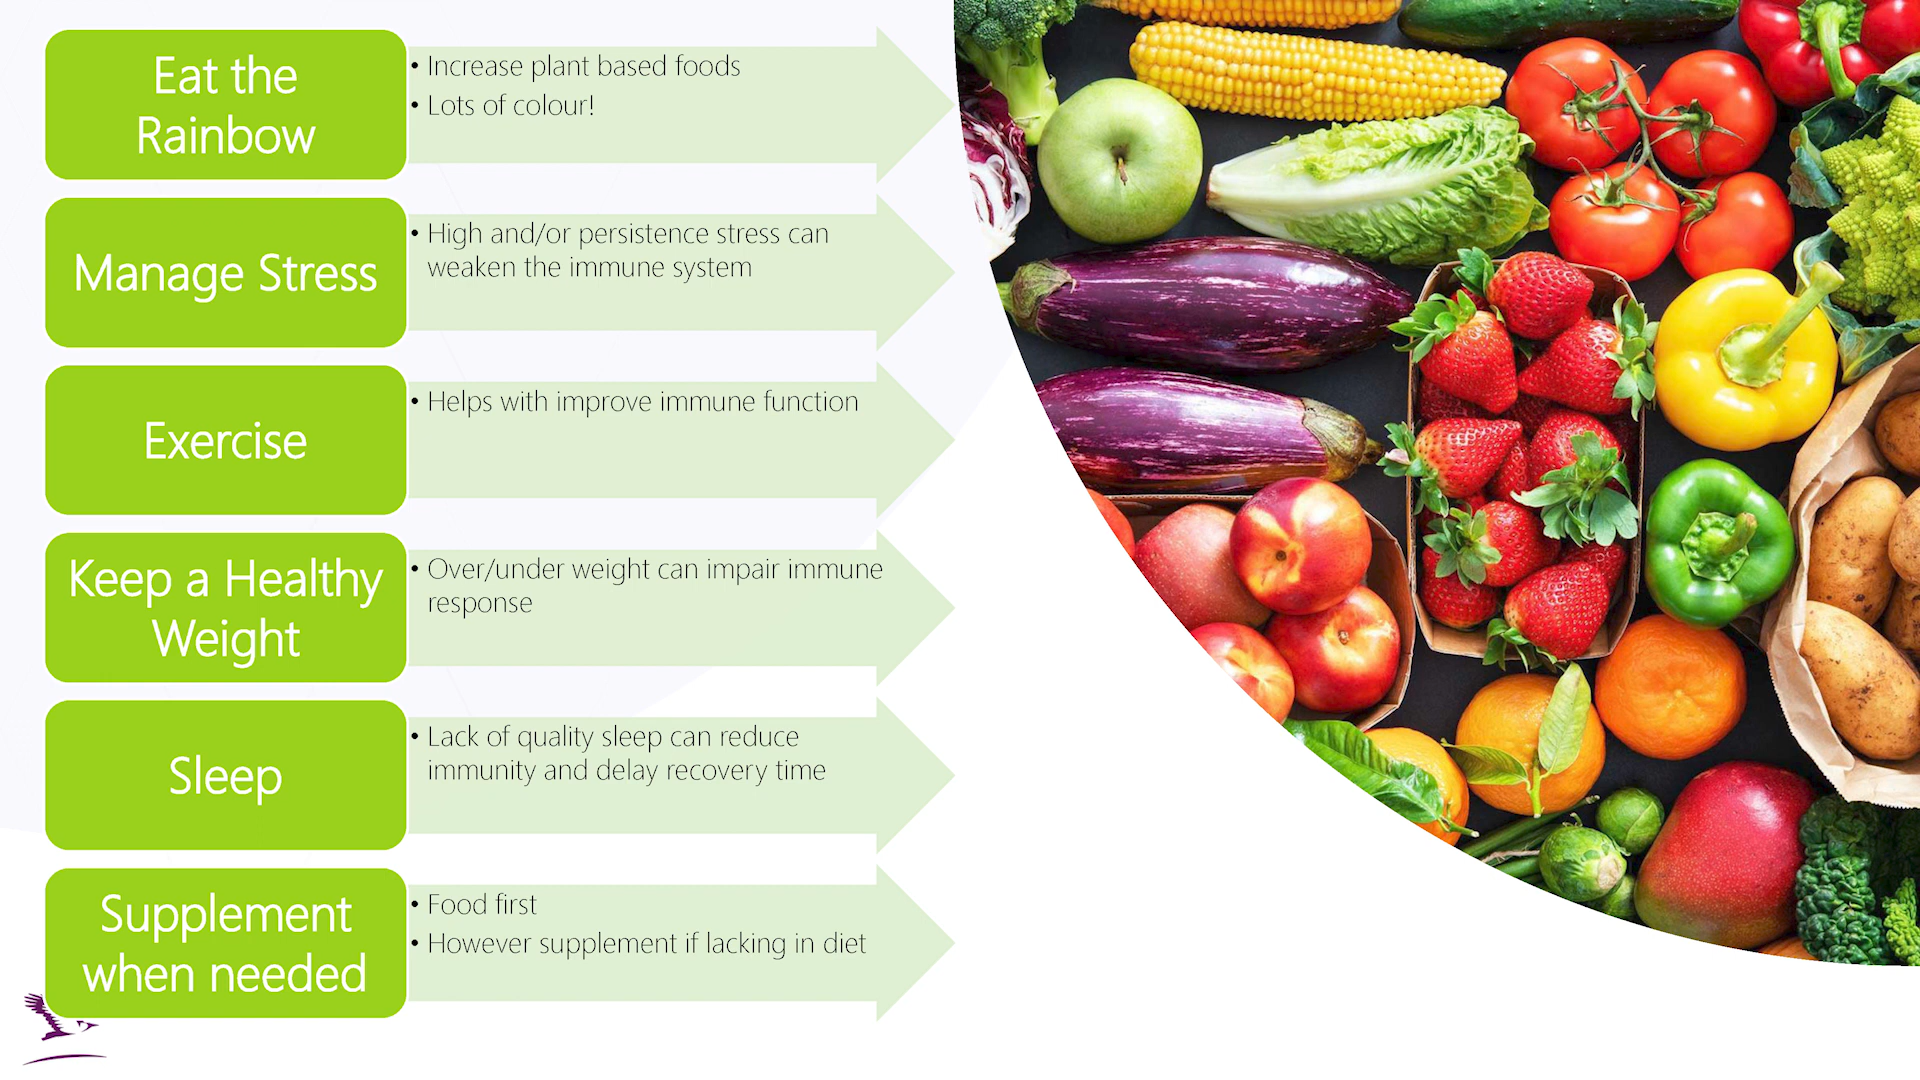 Eat the
Rainbow
• Increase plant based foods
• Lots of colour!
Manage Stress
• High and/or persistence stress can
weaken the immune system
Exercise
• Helps with improve immune function
Keep a Healthy
Weight
• Over/under weight can impair immune
response
Sleep
• Lack of quality sleep can reduce
immunity and delay recovery time
Supplement
when needed
• Food first
• However supplement if lacking in diet